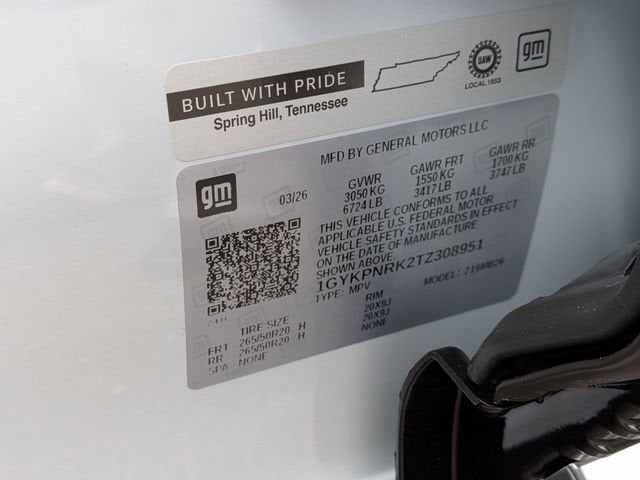 BUILT WITH PRIDE
Spring Hill, Tennessee
UAW
LOCAL 1853
gm
MFD BY GENERAL MOTORS LLC
gm
03/26
GVWR GAWR FRT GAWR RR
3050 KG 1550 KG 1700 KG
6724 LB 3417 LB 3747 LB
THIS VEHICLE CONFORMS TO ALL
APPLICABLE U.S. FEDERAL MOTOR
VEHICLE SAFETY STANDARDS IN EFFECT
ON THE DATE OF MANUFACTURE
SHOWN ABOVE.
1GYKPNRK2TZ308951
TYPE: MPV MODEL: 216MB26
TIRE SIZE RIM
FRT 265/50R20 H 20X9J
RR 265/50R20 H 20X9J
SPA NONE NONE